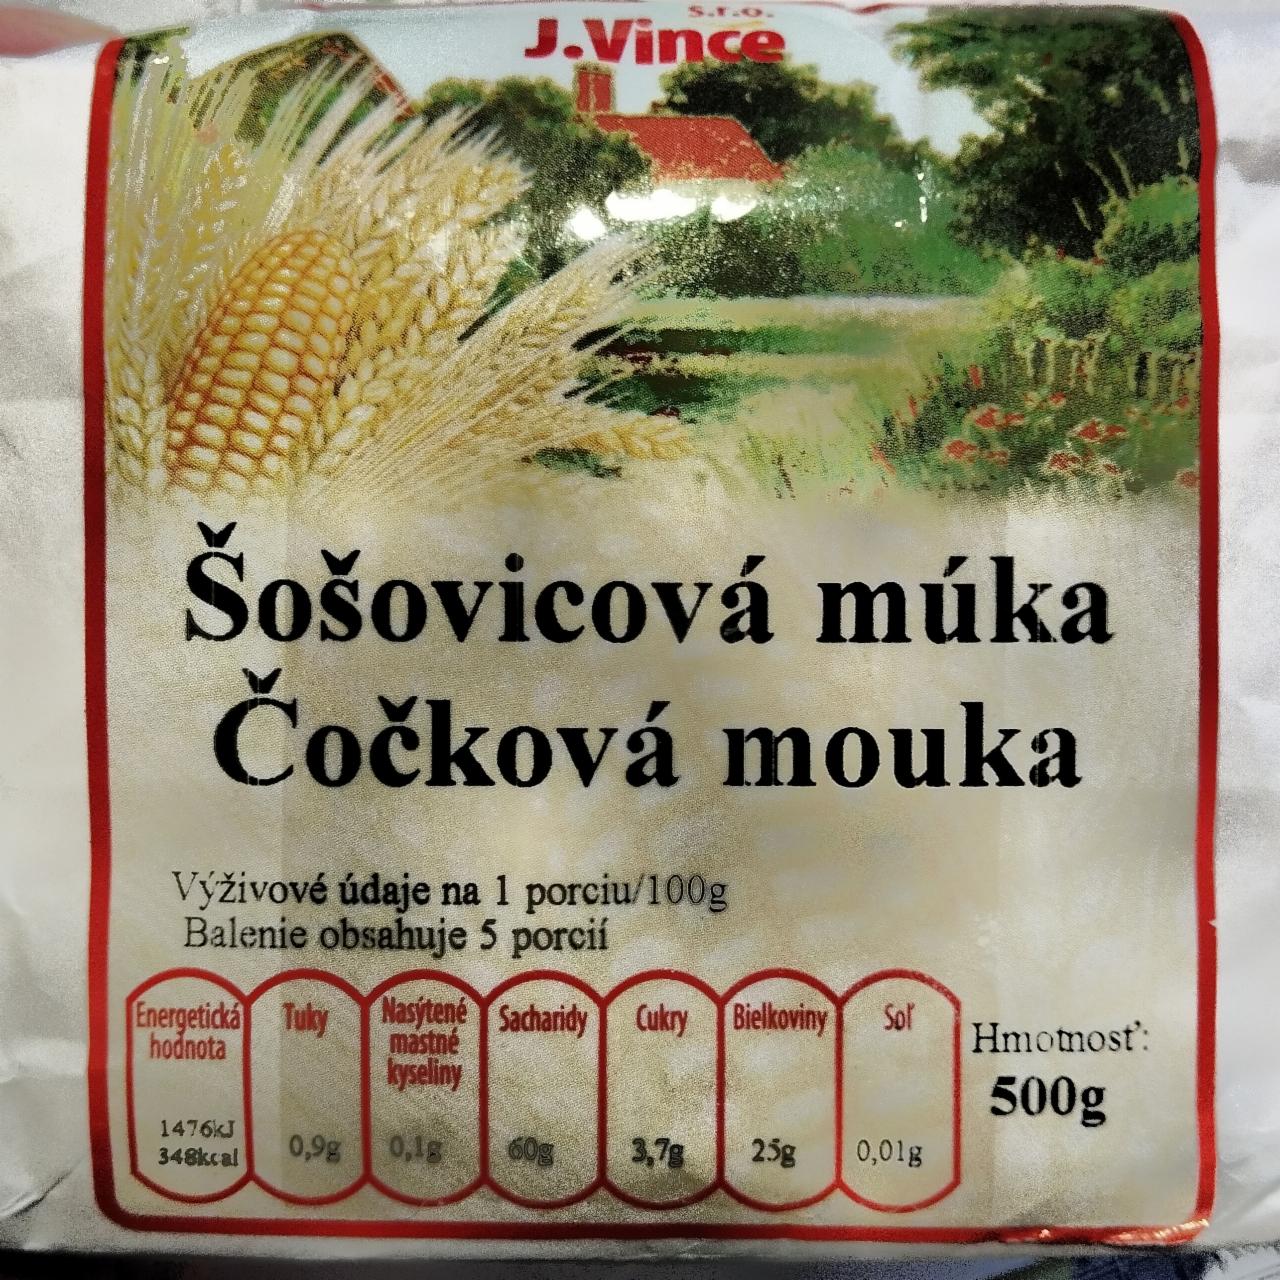 s.r.o.
J.Vince
Šošovicová múka
Čočková mouka
Výživové údaje na 1 porciu/100g
Balenie obsahuje 5 porcií
Energetická hodnota
1476kJ
348kcal
Tuky
0,9g
Nasýtené mastné kyseliny
0,1g
Sacharidy
60g
Cukry
3,7g
Bielkoviny
25g
Soľ
0,01g
Hmotnosť:
500g